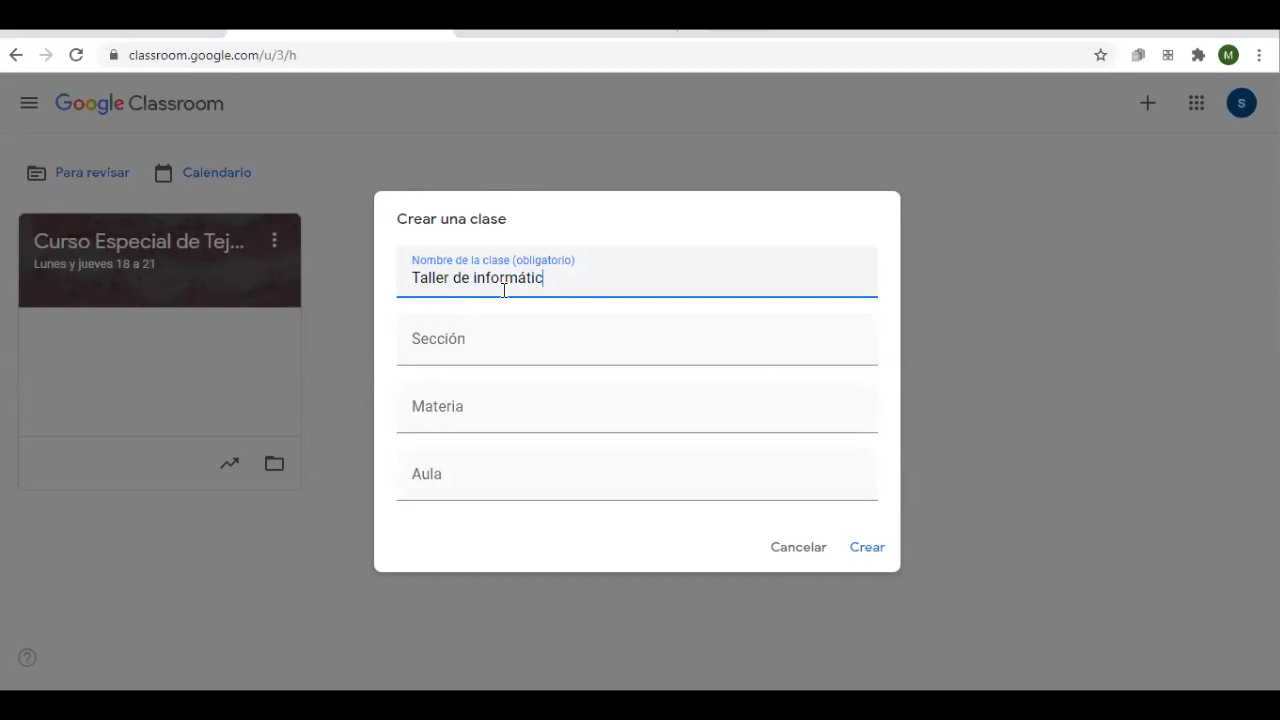 classroom.google.com/u/3/h
M
Google Classroom
S
Para revisar
Calendario
Curso Especial de Tej...
Lunes y jueves 18 a 21
Crear una clase
Nombre de la clase (obligatorio)
Taller de informátic
Sección
Materia
Aula
Cancelar
Crear